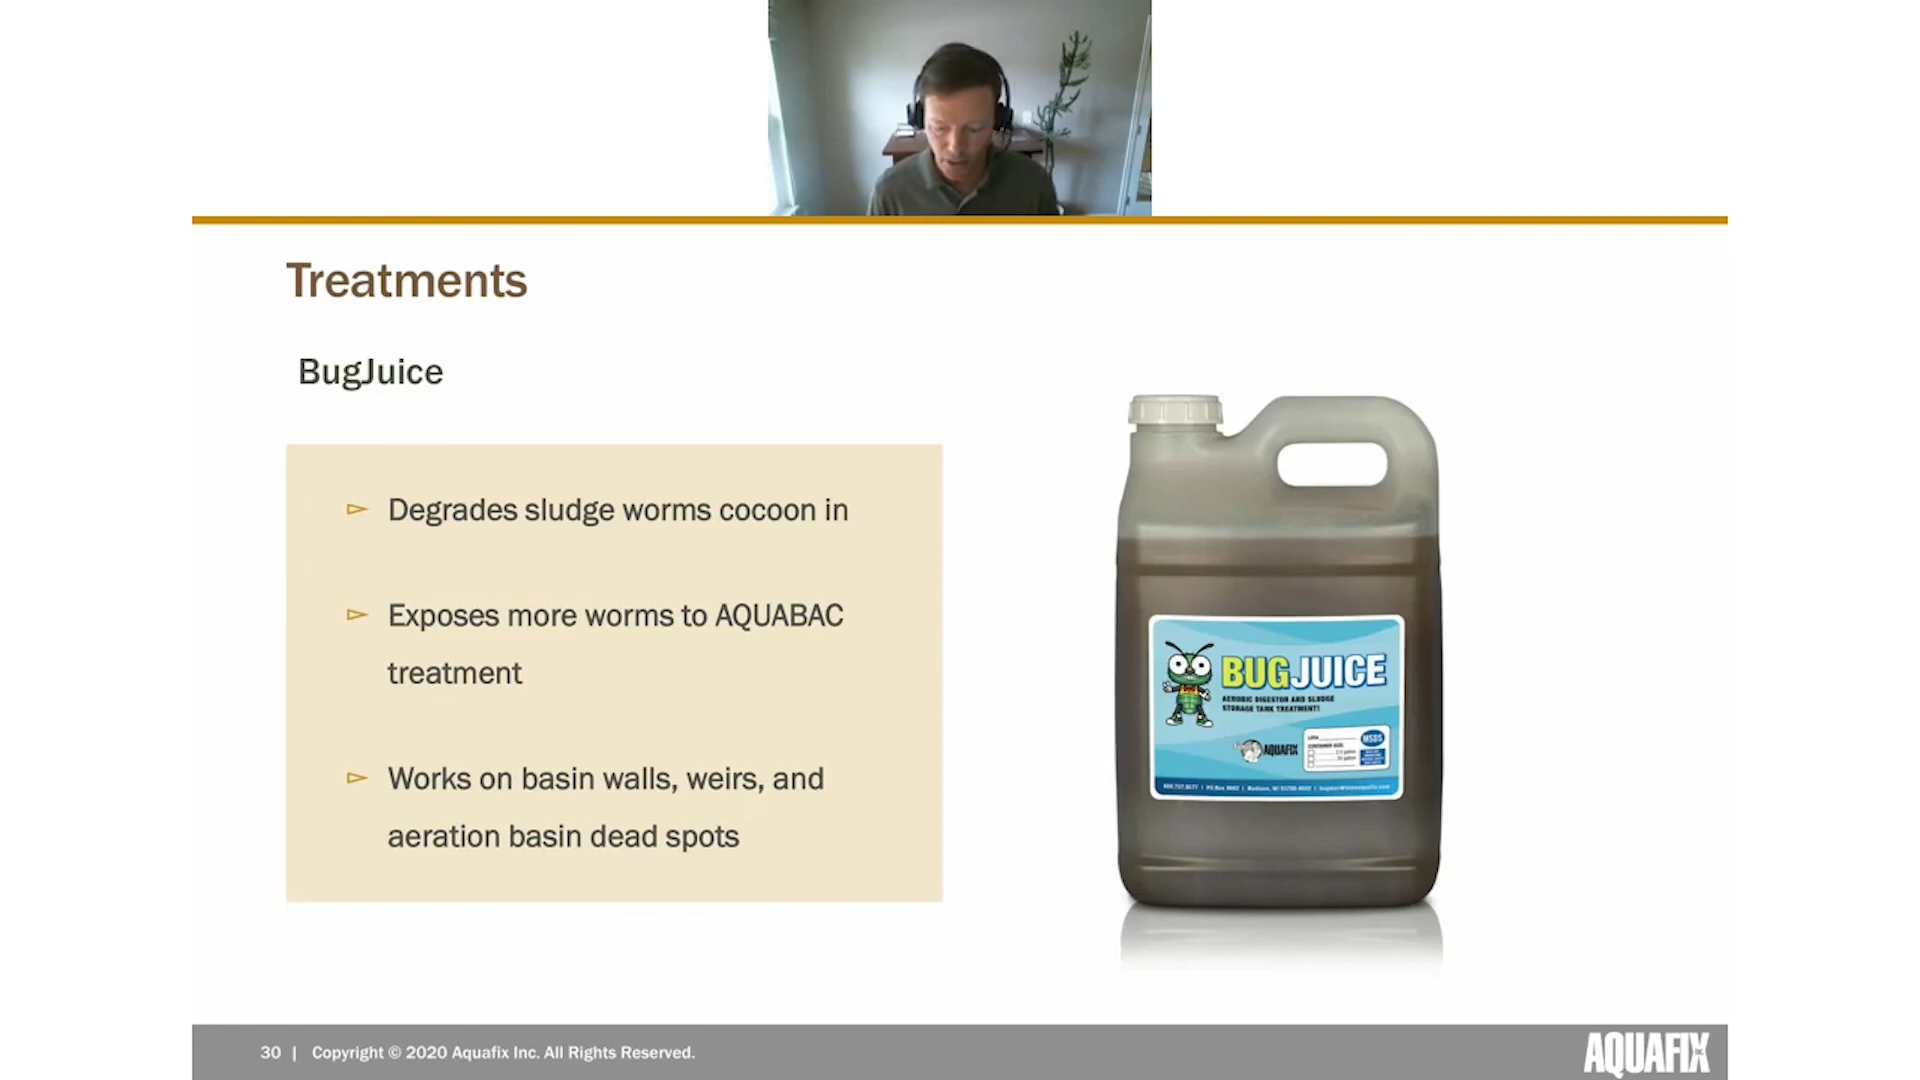 Treatments
BugJuice
Degrades sludge worms cocoon in
Exposes more worms to AQUABAC
treatment
Works on basin walls, weirs, and
aeration basin dead spots
BUGJUICE
AEROBIC DIGESTOR AND SLUDGE
STORAGE TANK TREATMENT!
AQUAFIX
MSDS
CONTAINER SIZE:
30 | Copyright © 2020 Aquafix Inc. All Rights Reserved.
AQUAFIX